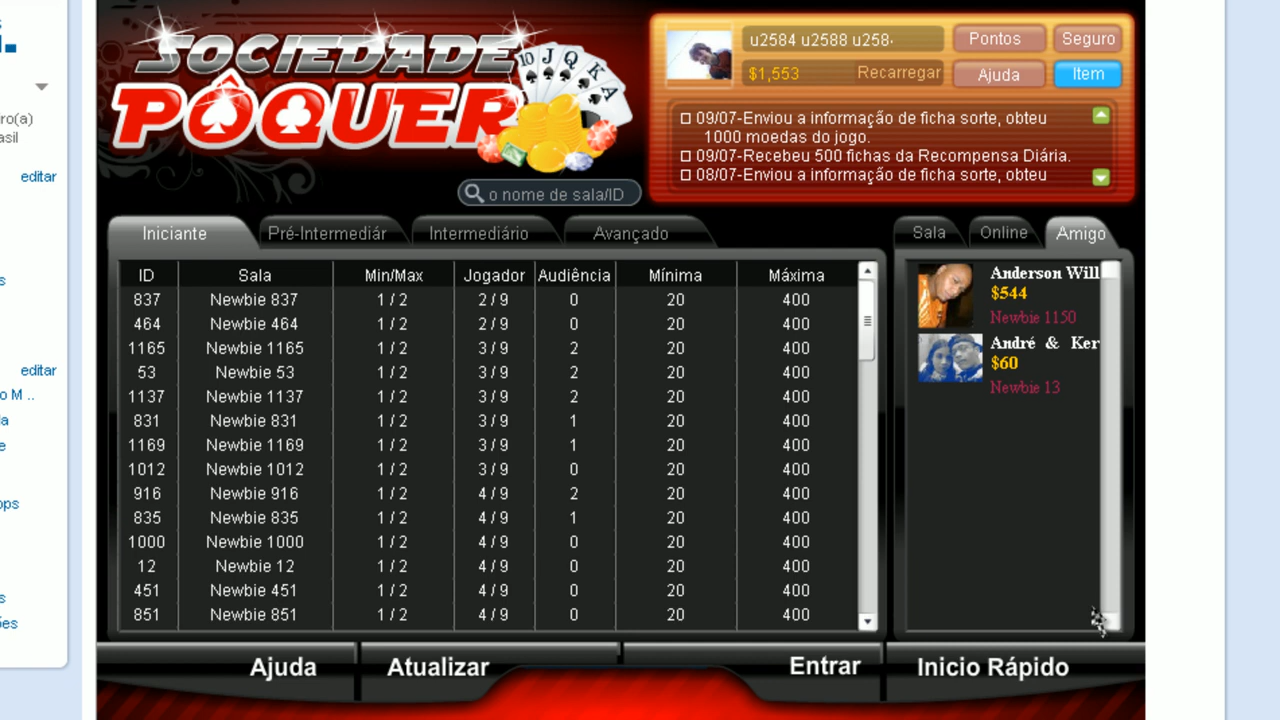 ro(a)
asil
editar
editar
o M ..
la
e
ops
s
ões
SOCIEDADE
PÔQUER
10 J Q K A
o nome de sala/ID
u2584 u2588 u258
Pontos
Seguro
$1,553
Recarregar
Ajuda
Item
09/07-Enviou a informação de ficha sorte, obteu
1000 moedas do jogo.
09/07-Recebeu 500 fichas da Recompensa Diária.
08/07-Enviou a informação de ficha sorte, obteu
Iniciante Pré-Intermediár Intermediário Avançado
ID Sala Min/Max Jogador Audiência Mínima Máxima
837 Newbie 837 1 / 2 2 / 9 0 20 400
464 Newbie 464 1 / 2 2 / 9 0 20 400
1165 Newbie 1165 1 / 2 3 / 9 2 20 400
53 Newbie 53 1 / 2 3 / 9 2 20 400
1137 Newbie 1137 1 / 2 3 / 9 2 20 400
831 Newbie 831 1 / 2 3 / 9 1 20 400
1169 Newbie 1169 1 / 2 3 / 9 1 20 400
1012 Newbie 1012 1 / 2 3 / 9 0 20 400
916 Newbie 916 1 / 2 4 / 9 2 20 400
835 Newbie 835 1 / 2 4 / 9 1 20 400
1000 Newbie 1000 1 / 2 4 / 9 0 20 400
12 Newbie 12 1 / 2 4 / 9 0 20 400
451 Newbie 451 1 / 2 4 / 9 0 20 400
851 Newbie 851 1 / 2 4 / 9 0 20 400
Sala Online Amigo
Anderson Will
$544
Newbie 1150
André & Ker
$60
Newbie 13
Ajuda Atualizar Entrar Inicio Rápido